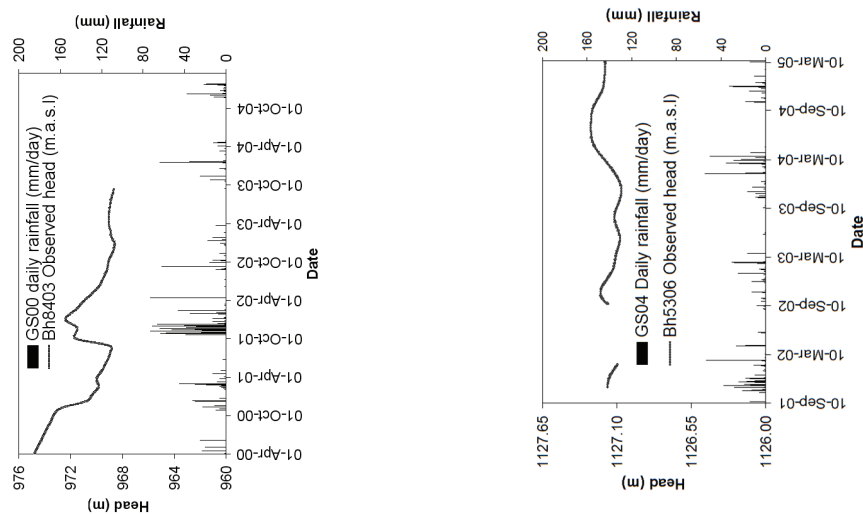 GS00 daily rainfall (mm/day)
Bh8403 Observed head (m.a.s.l)
Head (m)
976
972
968
964
960
Rainfall (mm)
200
160
120
80
40
0
01-Apr-00
01-Oct-00
01-Apr-01
01-Oct-01
01-Apr-02
01-Oct-02
01-Apr-03
01-Oct-03
01-Apr-04
01-Oct-04
Date
GS04 Daily rainfall (mm/day)
Bh5306 Observed head (m.a.s.l)
Head (m)
1127.65
1127.10
1126.55
1126.00
Rainfall (mm)
200
160
120
80
40
0
10-Sep-01
10-Mar-02
10-Sep-02
10-Mar-03
10-Sep-03
10-Mar-04
10-Sep-04
10-Mar-05
Date